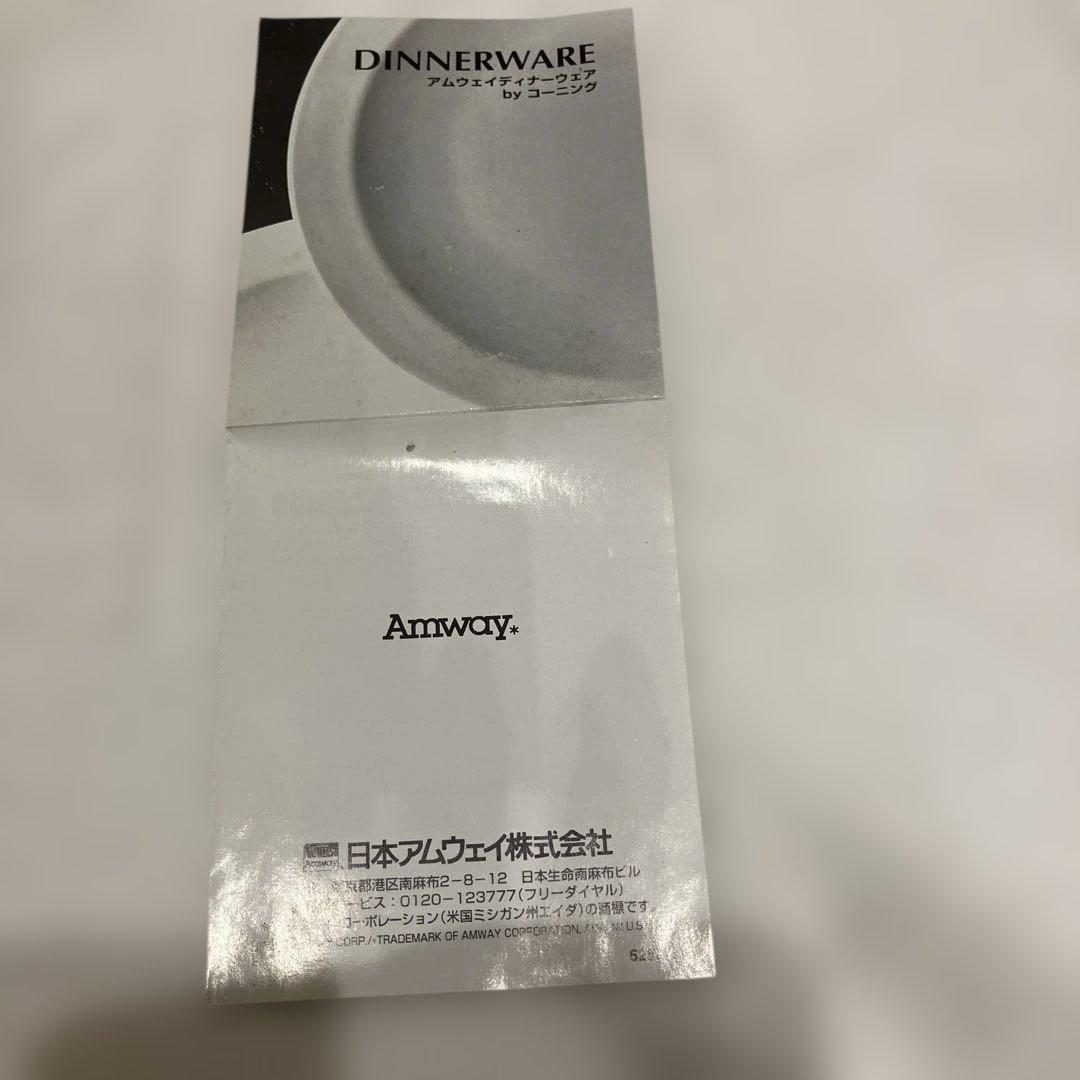 DINNERWARE
アムウェイディナーウェア
by コーニング
Amway*
Amway
日本アムウェイ株式会社
京都港区南麻布2-8-12 日本生命南麻布ビル
ービス:0120-123777(フリーダイヤル)
コーポレーション(米国ミシガン州エイダ)の商標です。
CORP./*TRADEMARK OF AMWAY CORPORATION, U.S.